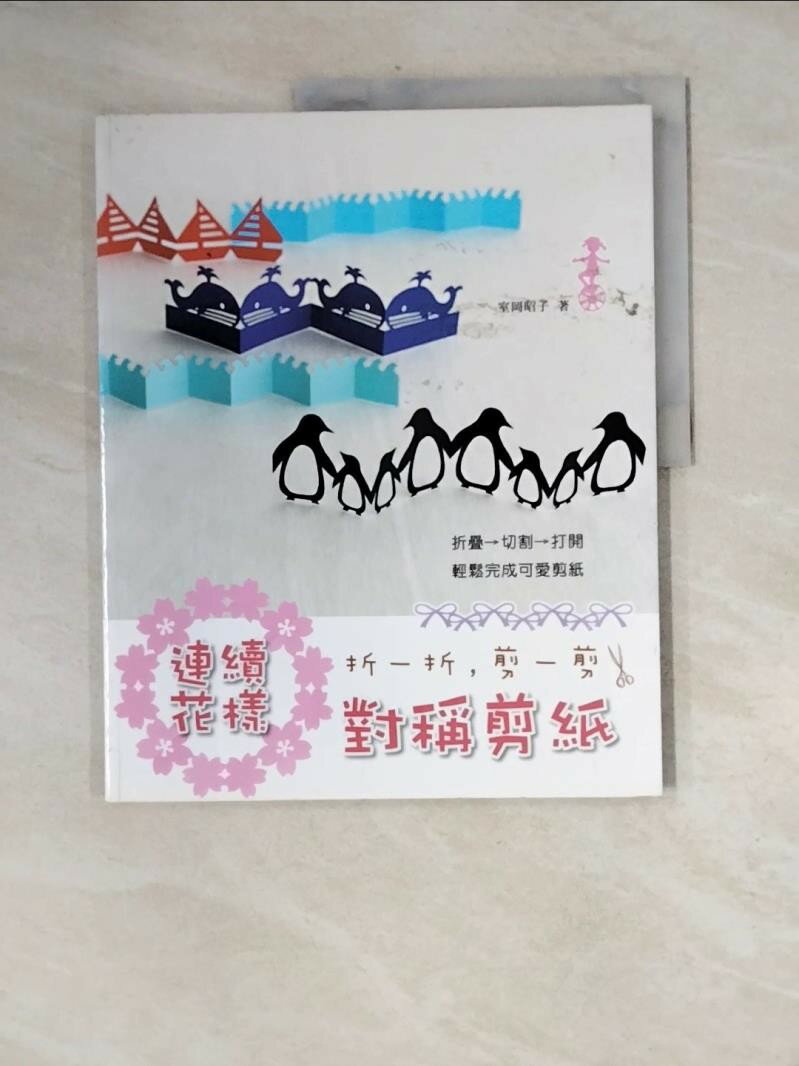 室岡昭子 著
折疊→切割→打開
輕鬆完成可愛剪紙
連續
花樣
折一折，剪一剪
對稱剪紙